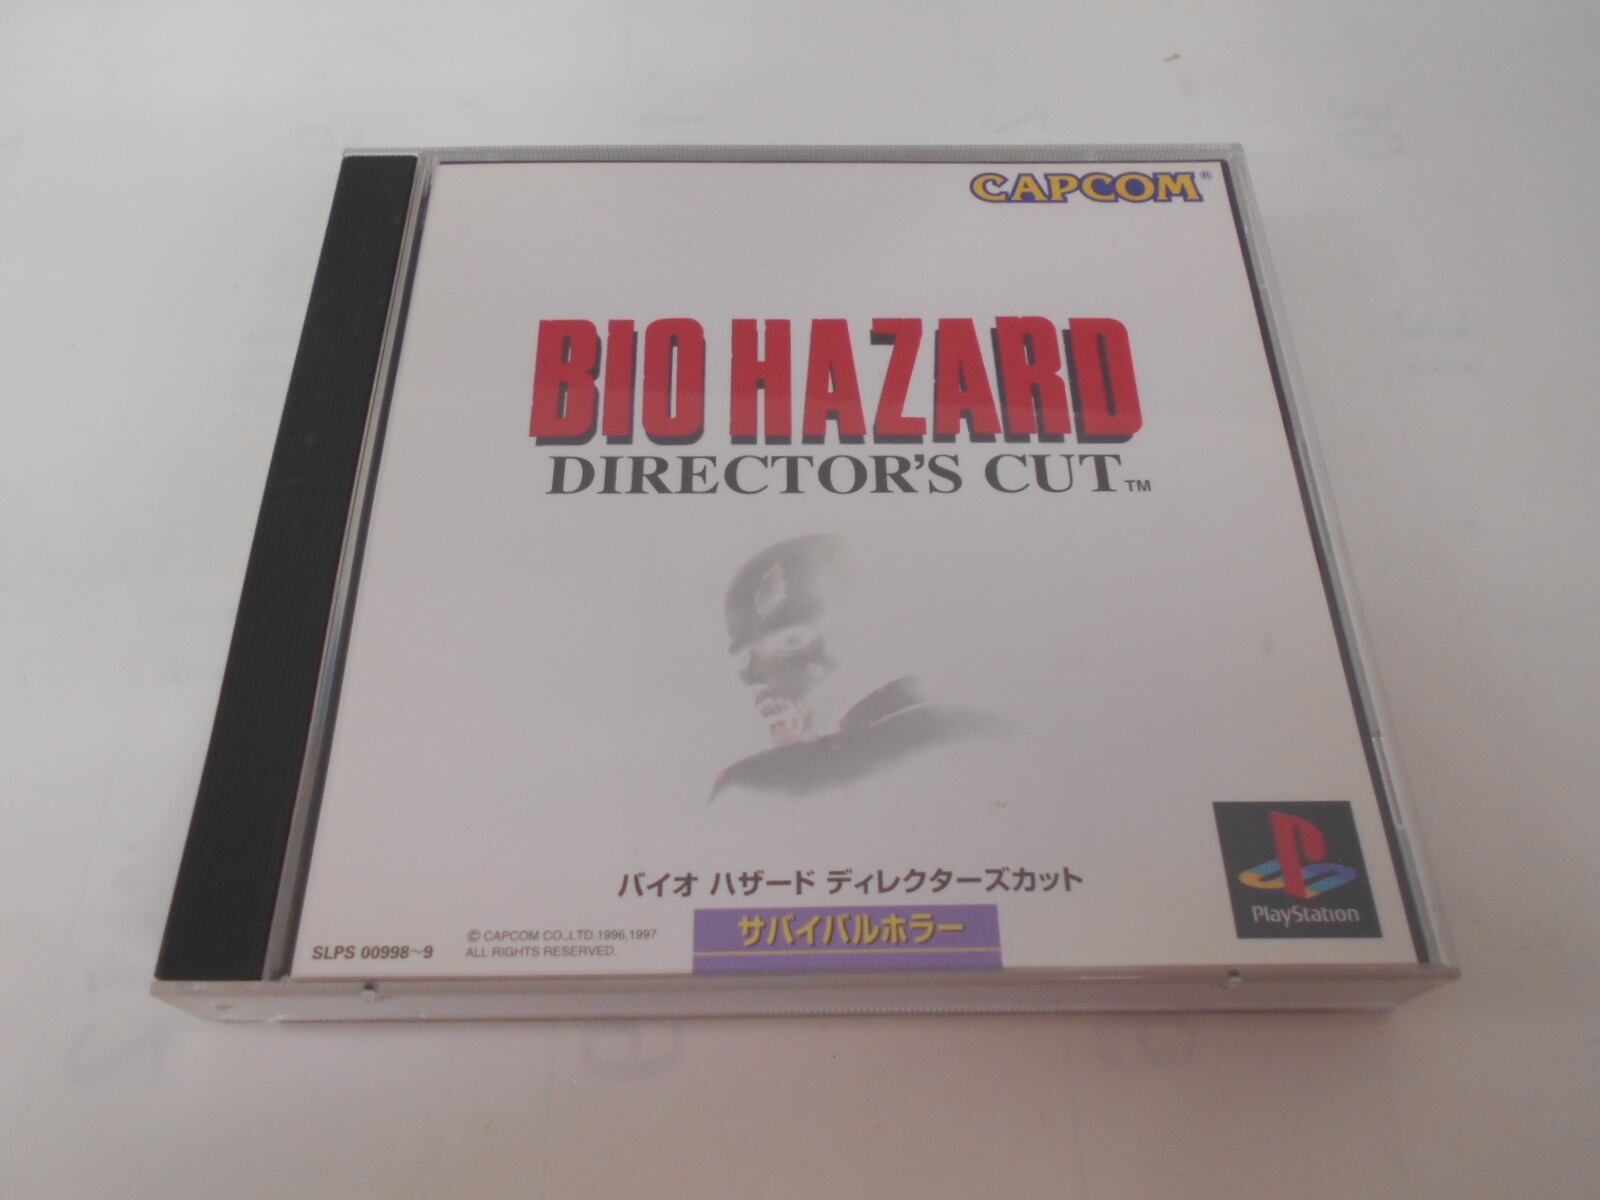 CAPCOM®
BIO HAZARD
DIRECTOR'S CUT™
バイオ ハザード ディレクターズカット
サバイバルホラー
SLPS 00998~9
© CAPCOM CO.,LTD.1996,1997
ALL RIGHTS RESERVED.
PlayStation